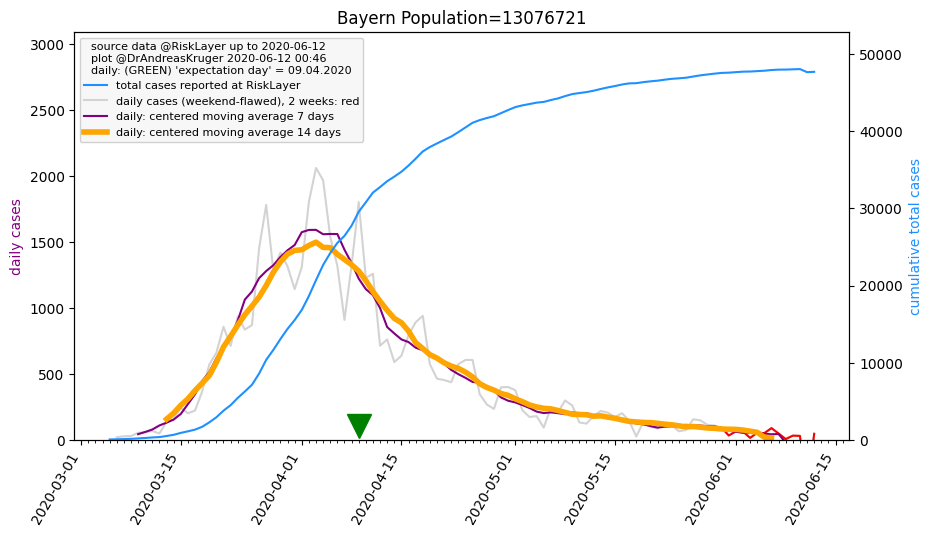 Bayern Population=13076721
source data @RiskLayer up to 2020-06-12
plot @DrAndreasKruger 2020-06-12 00:46
daily: (GREEN) 'expectation day' = 09.04.2020
total cases reported at RiskLayer
daily cases (weekend-flawed), 2 weeks: red
daily: centered moving average 7 days
daily: centered moving average 14 days
daily cases
3000
2500
2000
1500
1000
500
0
50000
40000
30000
20000
10000
0
cumulative total cases
2020-03-01
2020-03-15
2020-04-01
2020-04-15
2020-05-01
2020-05-15
2020-06-01
2020-06-15